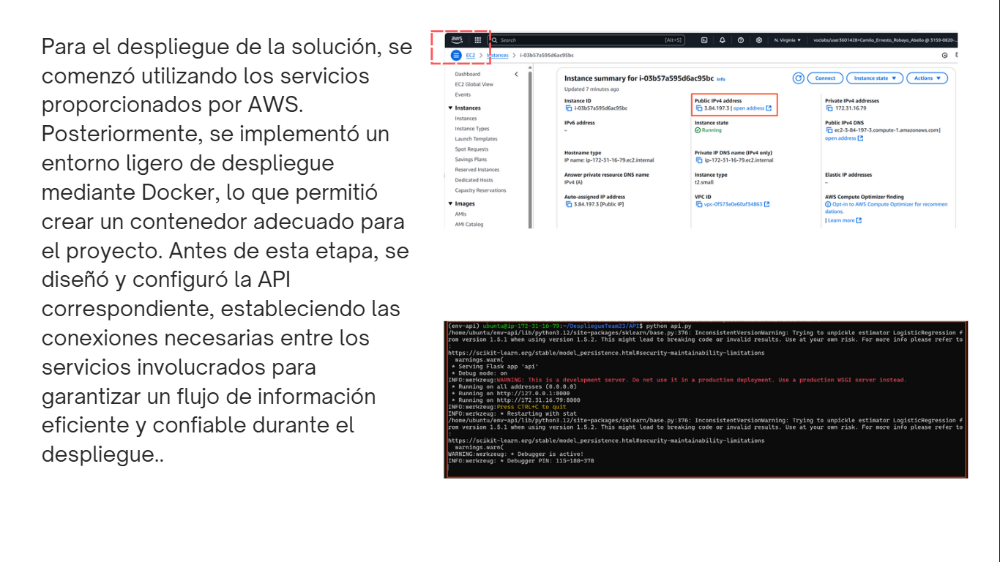 Para el despliegue de la solución, se
comenzó utilizando los servicios
proporcionados por AWS.
Posteriormente, se implementó un
entorno ligero de despliegue
mediante Docker, lo que permitió
crear un contenedor adecuado para
el proyecto. Antes de esta etapa, se
diseñó y configuró la API
correspondiente, estableciendo las
conexiones necesarias entre los
servicios involucrados para
garantizar un flujo de información
eficiente y confiable durante el
despliegue..
aws Search [Alt+S] N. Virginia voclabs/user3601428=Camilo_Ernesto_Robayo_Abello @ 3159-0820-..
EC2 Instances i-03b57a595d6ac95bc
Dashboard
EC2 Global View
Events
Instances
Instances
Instance Types
Launch Templates
Spot Requests
Savings Plans
Reserved Instances
Dedicated Hosts
Capacity Reservations
Images
AMIs
AMI Catalog
Instance summary for i-03b57a595d6ac95bc Info
Connect Instance state Actions
Updated 7 minutes ago
Instance ID
i-03b57a595d6ac95bc
Public IPv4 address
3.84.197.3 | open address
Private IPv4 addresses
172.31.16.79
IPv6 address
–
Instance state
Running
Public IPv4 DNS
ec2-3-84-197-3.compute-1.amazonaws.com |
open address
Hostname type
IP name: ip-172-31-16-79.ec2.internal
Private IP DNS name (IPv4 only)
ip-172-31-16-79.ec2.internal
Answer private resource DNS name
IPv4 (A)
Instance type
t2.small
Elastic IP addresses
–
Auto-assigned IP address
3.84.197.3 [Public IP]
VPC ID
vpc-0f573e0e60af34863
AWS Compute Optimizer finding
Opt-in to AWS Compute Optimizer for recommen
dations.
| Learn more
(env-api) ubuntu@ip-172-31-16-79:~/DespliegueTeam23/API$ python api.py
/home/ubuntu/env-api/lib/python3.12/site-packages/sklearn/base.py:376: InconsistentVersionWarning: Trying to unpickle estimator LogisticRegression f
rom version 1.5.1 when using version 1.5.2. This might lead to breaking code or invalid results. Use at your own risk. For more info please refer to
:
https://scikit-learn.org/stable/model_persistence.html#security-maintainability-limitations
warnings.warn(
* Serving Flask app 'api'
* Debug mode: on
INFO:werkzeug:WARNING: This is a development server. Do not use it in a production deployment. Use a production WSGI server instead.
* Running on all addresses (0.0.0.0)
* Running on http://127.0.0.1:8000
* Running on http://172.31.16.79:8000
INFO:werkzeug:Press CTRL+C to quit
INFO:werkzeug: * Restarting with stat
/home/ubuntu/env-api/lib/python3.12/site-packages/sklearn/base.py:376: InconsistentVersionWarning: Trying to unpickle estimator LogisticRegression f
rom version 1.5.1 when using version 1.5.2. This might lead to breaking code or invalid results. Use at your own risk. For more info please refer to
:
https://scikit-learn.org/stable/model_persistence.html#security-maintainability-limitations
warnings.warn(
WARNING:werkzeug: * Debugger is active!
INFO:werkzeug: * Debugger PIN: 115-180-378